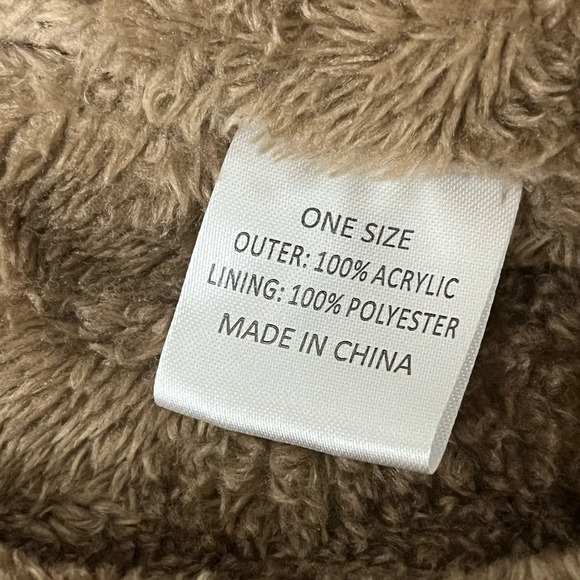 ONE SIZE
OUTER: 100% ACRYLIC
LINING: 100% POLYESTER
MADE IN CHINA